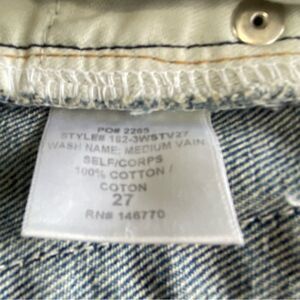 PO# 2265
STYLE# 182-3WSTV27
WASH NAME: MEDIUM VAIN
SELF/CORPS
100% COTTON /
COTON
27
RN# 146770